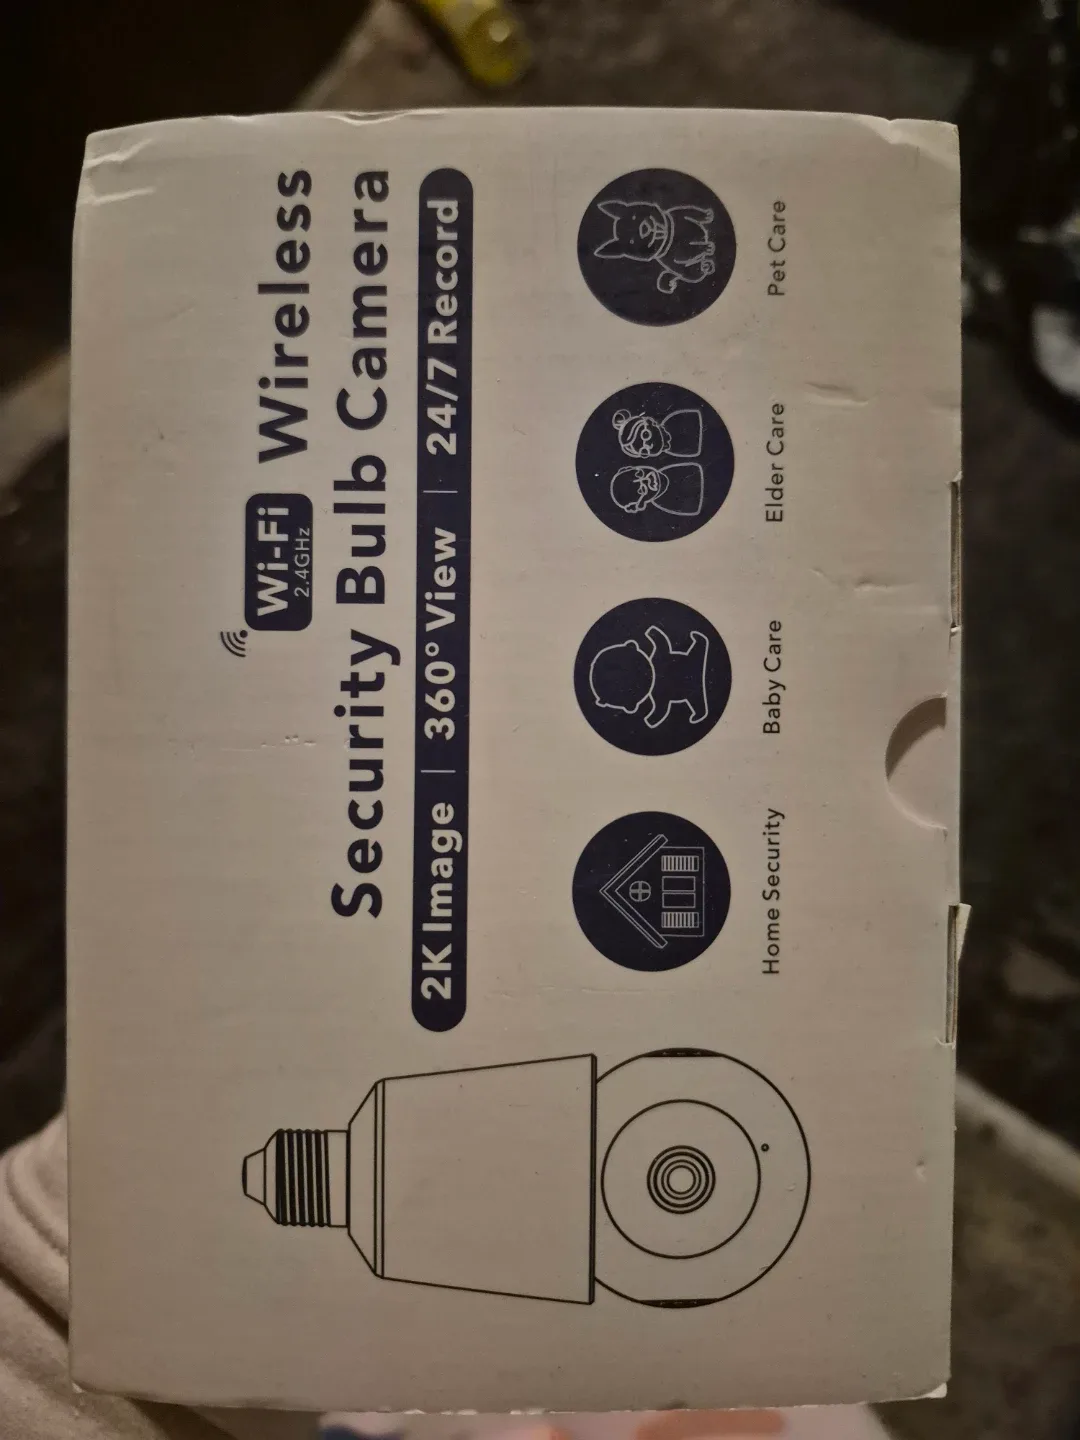 Wi-Fi Wireless
2.4GHz
Security Bulb Camera
2K Image | 360° View | 24/7 Record
Home Security Baby Care Elder Care Pet Care